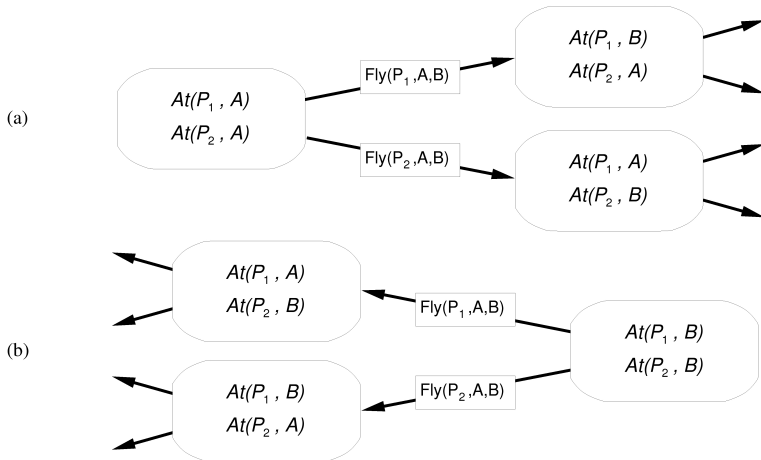 (a)
At(P₁ , A)
At(P₂ , A)
Fly(P₁ ,A,B)
Fly(P₂ ,A,B)
At(P₁ , B)
At(P₂ , A)
At(P₁ , A)
At(P₂ , B)
(b)
At(P₁ , A)
At(P₂ , B)
At(P₁ , B)
At(P₂ , A)
Fly(P₁ ,A,B)
Fly(P₂ ,A,B)
At(P₁ , B)
At(P₂ , B)